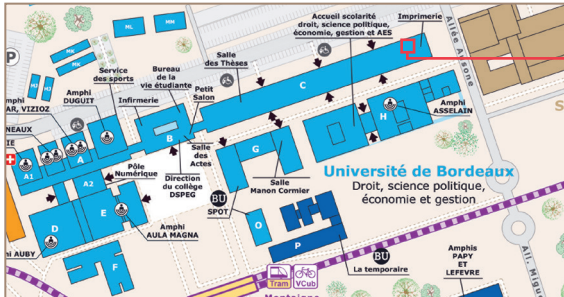 Accueil scolarité
droit, science politique,
économie, gestion et AES
Imprimerie
Allée Ausone
ML
MM
MK
MK
P
Salle
des Thèses
Bureau
de la
vie étudiante
Service
des sports
Amphi
DUGUIT
Infirmerie
Petit
Salon
VIZIOZ
C
B
A
A1
A2
H
G
Amphi
ASSELAIN
Salle
des
Actes
Pôle
Numérique
Direction
du collège
DSPEG
Salle
Manon Cormier
Université de Bordeaux
Droit, science politique,
économie et gestion
BU
SPOT
D
E
Amphi
AULA MAGNA
AUBY
F
O
P
BU
La temporaire
Amphis
PAPY
ET
LEFEVRE
Tram
VCub